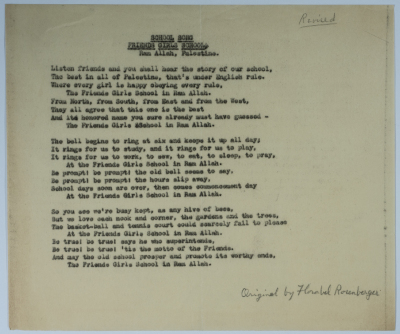 Revised
SCHOOL SONG
FRIENDS GIRLS SCHOOL
Ram Allah, Palestine.
Listen friends and you shall hear the story of our school,
The best in all of Palestine, that's under English rule.
Where every girl is happy obeying every rule,
The Friends Girls School in Ram Allah.
From North, from South, from East and from the West,
They all agree that this one is the best
And its honored name you sure already must have guessed -
The Friends Girls School in Ram Allah.
The bell begins to ring at six and keeps it up all day;
It rings for us to study, and it rings for us to play,
It rings for us to work, to sew, to eat, to sleep, to pray,
At the Friends Girls School in Ram Allah.
Be prompt! be prompt! the old bell seems to say.
Be prompt! be prompt! the hours slip away,
School days soon are over, then comes commencement day
At the Friends Girls School in Ram Allah.
So you see we're busy kept, as any hive of bees,
But we love each nook and corner, the gardens and the trees,
The basket-ball and tennis court could scarcely fail to please
At the Friends Girls School in Ram Allah.
Be true! be true! says he who superintends,
Be true! be true! 'tis the motto of the Friends.
And may the old school prosper and promote its worthy ends,
The Friends Girls School in Ram Allah.
Original by Florabel Rosenberger